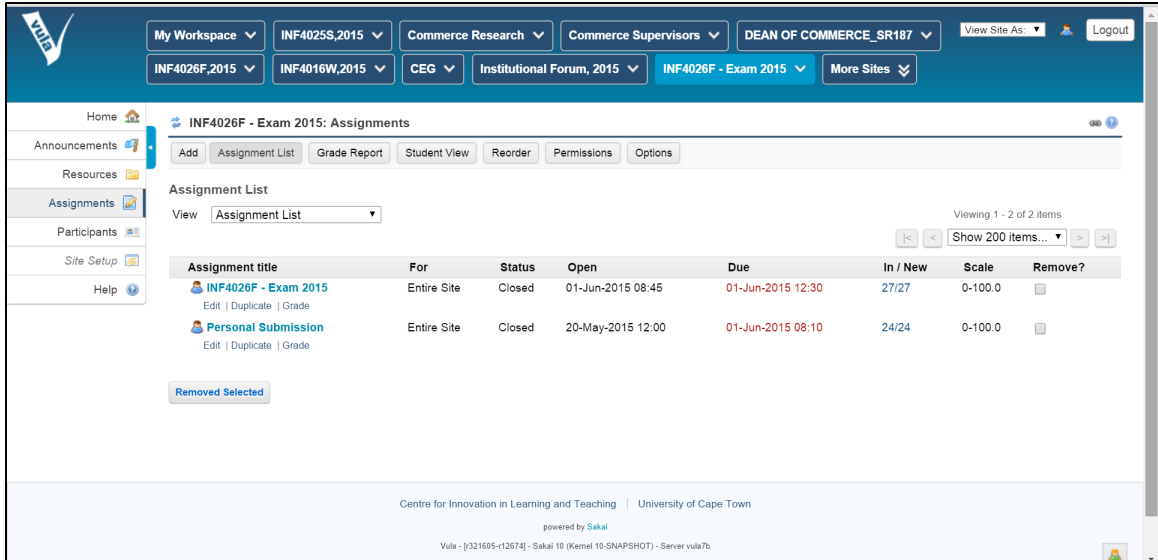 vula
My Workspace INF4025S,2015 Commerce Research Commerce Supervisors DEAN OF COMMERCE_SR187 View Site As: Logout
INF4026F,2015 INF4016W,2015 CEG Institutional Forum, 2015 INF4026F - Exam 2015 More Sites
Home
Announcements
Resources
Assignments
Participants
Site Setup
Help
INF4026F - Exam 2015: Assignments
Add Assignment List Grade Report Student View Reorder Permissions Options
Assignment List
View Assignment List
Viewing 1 - 2 of 2 items
|< < Show 200 items... > >|
Assignment title For Status Open Due In / New Scale Remove?
INF4026F - Exam 2015 Entire Site Closed 01-Jun-2015 08:45 01-Jun-2015 12:30 27/27 0-100.0
Edit | Duplicate | Grade
Personal Submission Entire Site Closed 20-May-2015 12:00 01-Jun-2015 08:10 24/24 0-100.0
Edit | Duplicate | Grade
Removed Selected
Centre for Innovation in Learning and Teaching | University of Cape Town
powered by Sakai
Vula - [r321605-r12674] - Sakai 10 (Kernel 10-SNAPSHOT) - Server vula7b